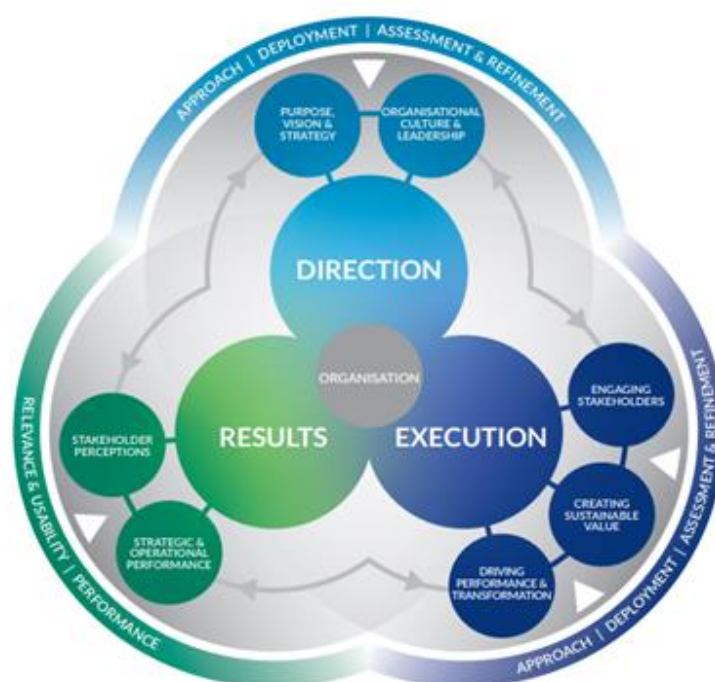 APPROACH | DEPLOYMENT | ASSESSMENT & REFINEMENT
PURPOSE,
VISION &
STRATEGY
ORGANISATIONAL
CULTURE &
LEADERSHIP
DIRECTION
ORGANISATION
RESULTS
EXECUTION
STAKEHOLDER
PERCEPTIONS
STRATEGIC &
OPERATIONAL
PERFORMANCE
ENGAGING
STAKEHOLDERS
CREATING
SUSTAINABLE
VALUE
DRIVING
PERFORMANCE &
TRANSFORMATION
RELEVANCE & USABILITY | PERFORMANCE
APPROACH | DEPLOYMENT | ASSESSMENT & REFINEMENT